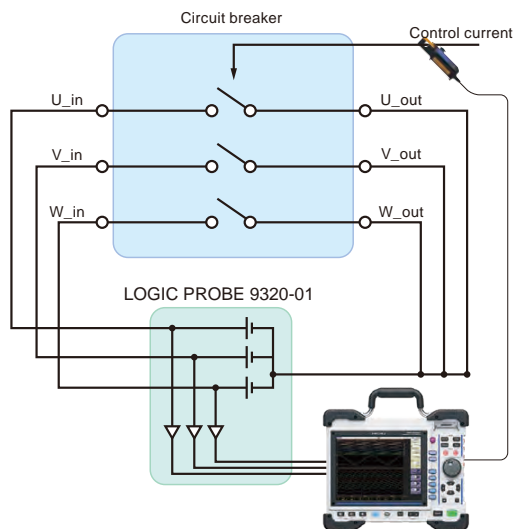 Circuit breaker
Control current
U_in
U_out
V_in
V_out
W_in
W_out
LOGIC PROBE 9320-01